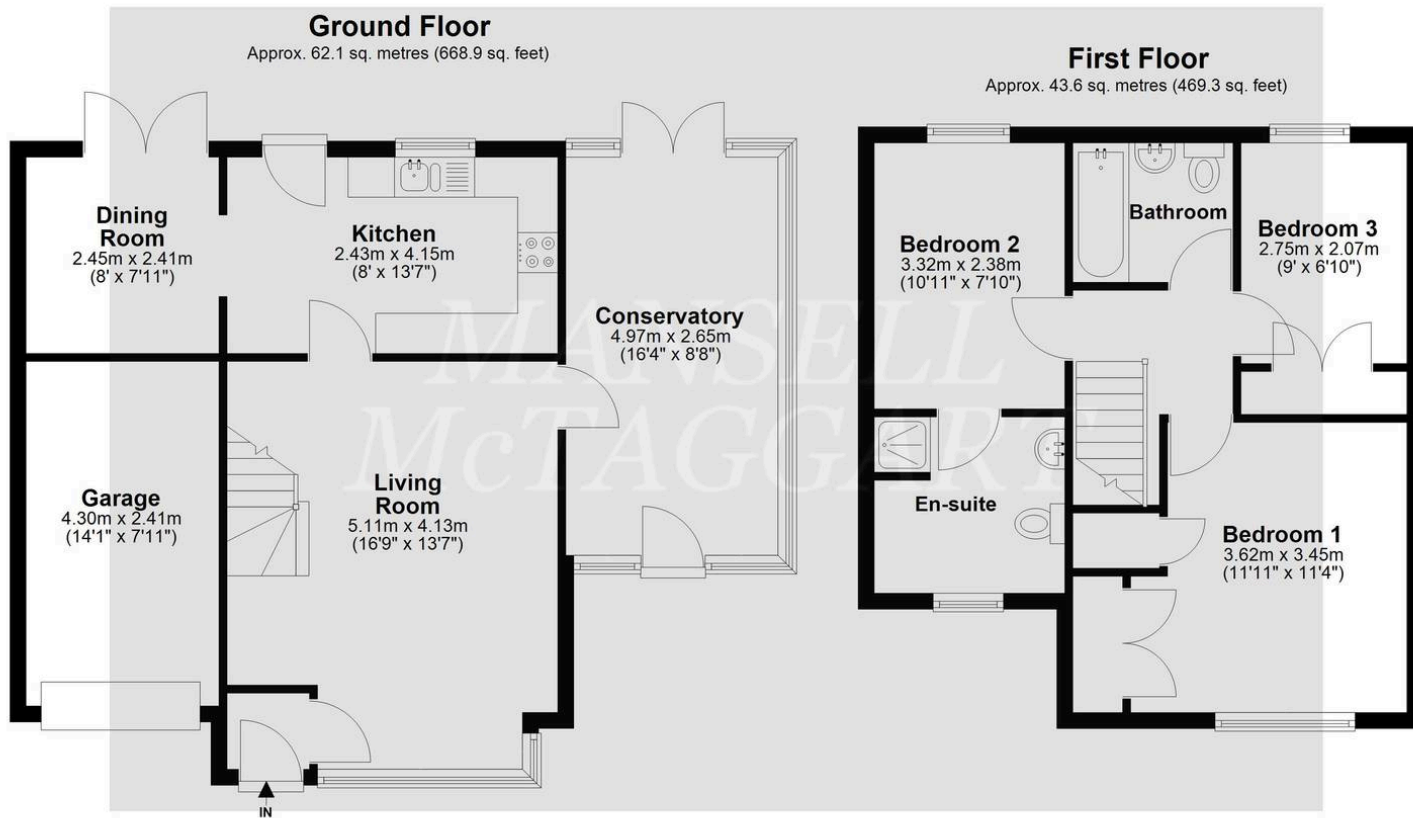 Ground Floor
Approx. 62.1 sq. metres (668.9 sq. feet)
First Floor
Approx. 43.6 sq. metres (469.3 sq. feet)
Dining
Room
2.45m x 2.41m
(8' x 7'11")
Kitchen
2.43m x 4.15m
(8' x 13'7")
Conservatory
4.97m x 2.65m
(16'4" x 8'8")
Garage
4.30m x 2.41m
(14'1" x 7'11")
Living
Room
5.11m x 4.13m
(16'9" x 13'7")
IN
Bedroom 2
3.32m x 2.38m
(10'11" x 7'10")
Bathroom
Bedroom 3
2.75m x 2.07m
(9' x 6'10")
En-suite
Bedroom 1
3.62m x 3.45m
(11'11" x 11'4")
MANSELL
McTAGGART